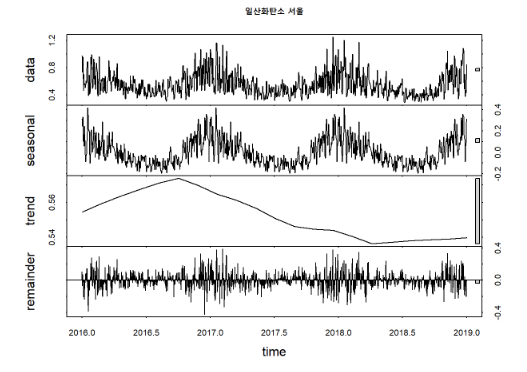 일산화탄소 서울
data
0.4 0.8 1.2
seasonal
-0.2 0.0 0.2 0.4
trend
0.54 0.56
remainder
-0.4 0.0 0.4
2016.0 2016.5 2017.0 2017.5 2018.0 2018.5 2019.0
time